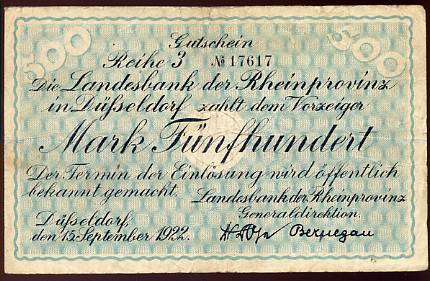 500 500
Gutschein
Reihe 3 № 17617
Die Landesbank der Rheinprovinz
in Düsseldorf zahlt dem Vorzeiger
Mark Fünfhundert
Der Termin der Einlösung wird öffentlich
bekannt gemacht.
Landesbank der Rheinprovinz
Düsseldorf, Generaldirektion.
den 15. September 1922.